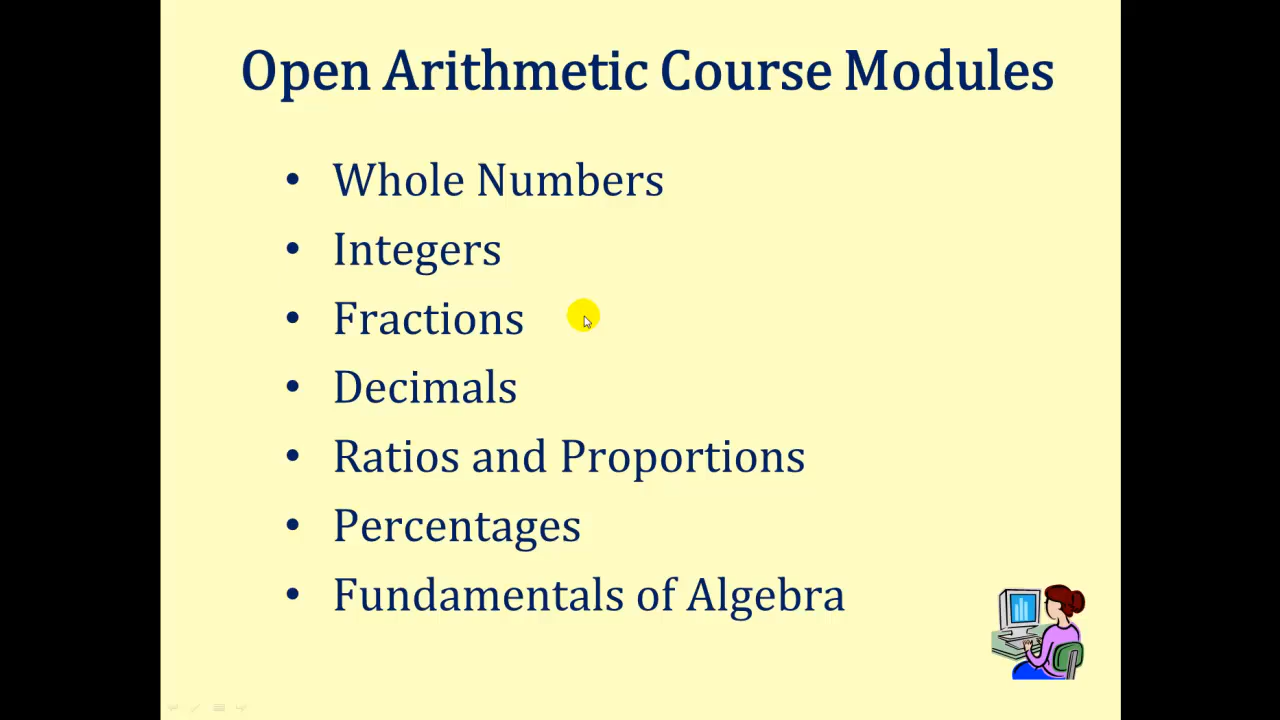 Open Arithmetic Course Modules
• Whole Numbers
• Integers
• Fractions
• Decimals
• Ratios and Proportions
• Percentages
• Fundamentals of Algebra